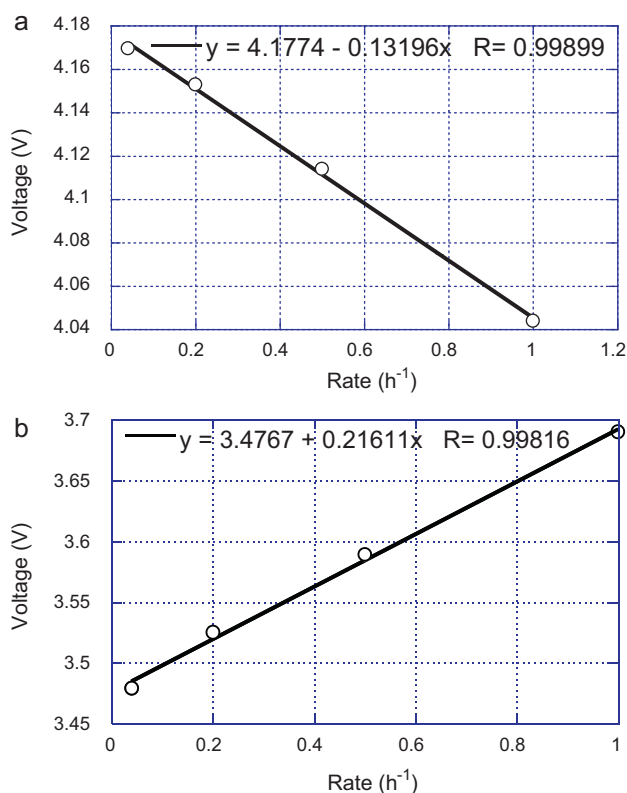 a
y = 4.1774 - 0.13196x R= 0.99899
4.18
4.16
4.14
4.12
4.1
4.08
4.06
4.04
Voltage (V)
0 0.2 0.4 0.6 0.8 1 1.2
Rate (h⁻¹)
b
y = 3.4767 + 0.21611x R= 0.99816
3.7
3.65
3.6
3.55
3.5
3.45
Voltage (V)
0 0.2 0.4 0.6 0.8 1
Rate (h⁻¹)